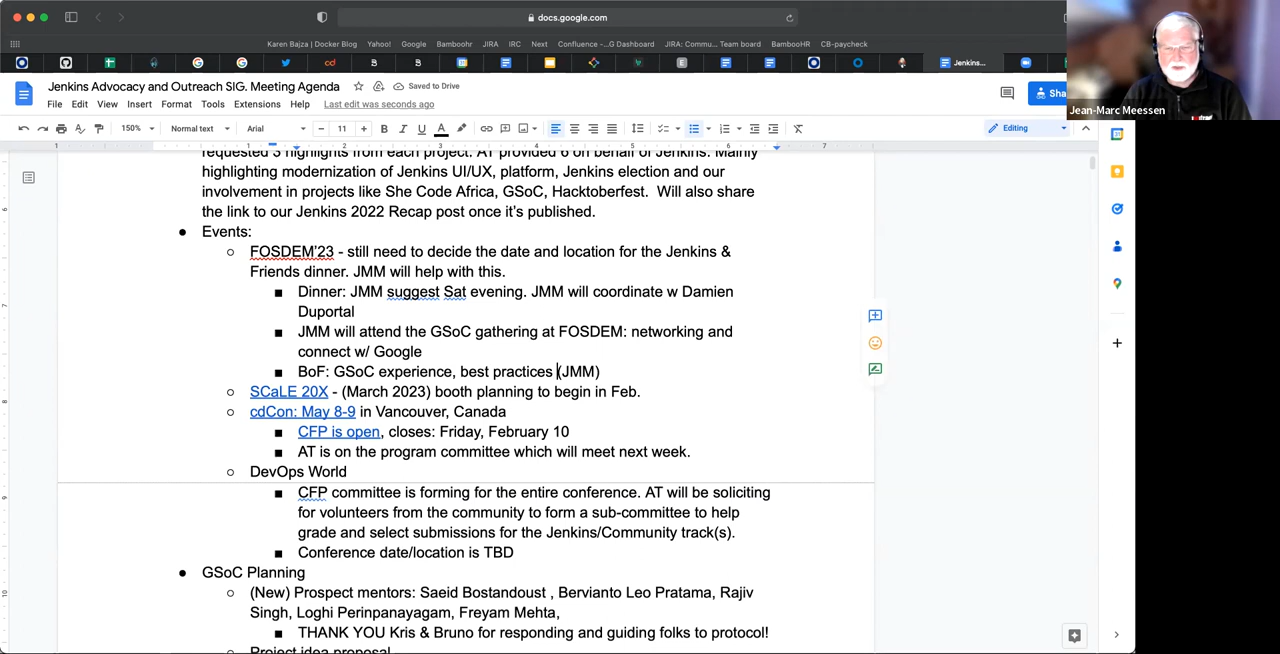 docs.google.com
Karen Bajza | Docker Blog Yahoo! Google Bamboohr JIRA IRC Next Confluence -...G Dashboard JIRA: Commu... Team board BambooHR CB-paycheck
Jenkins...
Jenkins Advocacy and Outreach SIG. Meeting Agenda
Saved to Drive
File Edit View Insert Format Tools Extensions Help Last edit was seconds ago
Sha
Jean-Marc Meessen
150% Normal text Arial 11 Editing
requested 3 highlights from each project. AT provided 6 on behalf of Jenkins. Mainly
highlighting modernization of Jenkins UI/UX, platform, Jenkins election and our
involvement in projects like She Code Africa, GSoC, Hacktoberfest. Will also share
the link to our Jenkins 2022 Recap post once it's published.
● Events:
○ FOSDEM'23 - still need to decide the date and location for the Jenkins &
Friends dinner. JMM will help with this.
■ Dinner: JMM suggest Sat evening. JMM will coordinate w Damien
Duportal
■ JMM will attend the GSoC gathering at FOSDEM: networking and
connect w/ Google
■ BoF: GSoC experience, best practices (JMM)
○ SCaLE 20X - (March 2023) booth planning to begin in Feb.
○ cdCon: May 8-9 in Vancouver, Canada
■ CFP is open, closes: Friday, February 10
■ AT is on the program committee which will meet next week.
○ DevOps World
■ CFP committee is forming for the entire conference. AT will be soliciting
for volunteers from the community to form a sub-committee to help
grade and select submissions for the Jenkins/Community track(s).
■ Conference date/location is TBD
● GSoC Planning
○ (New) Prospect mentors: Saeid Bostandoust , Bervianto Leo Pratama, Rajiv
Singh, Loghi Perinpanayagam, Freyam Mehta,
■ THANK YOU Kris & Bruno for responding and guiding folks to protocol!
○ Project idea proposal